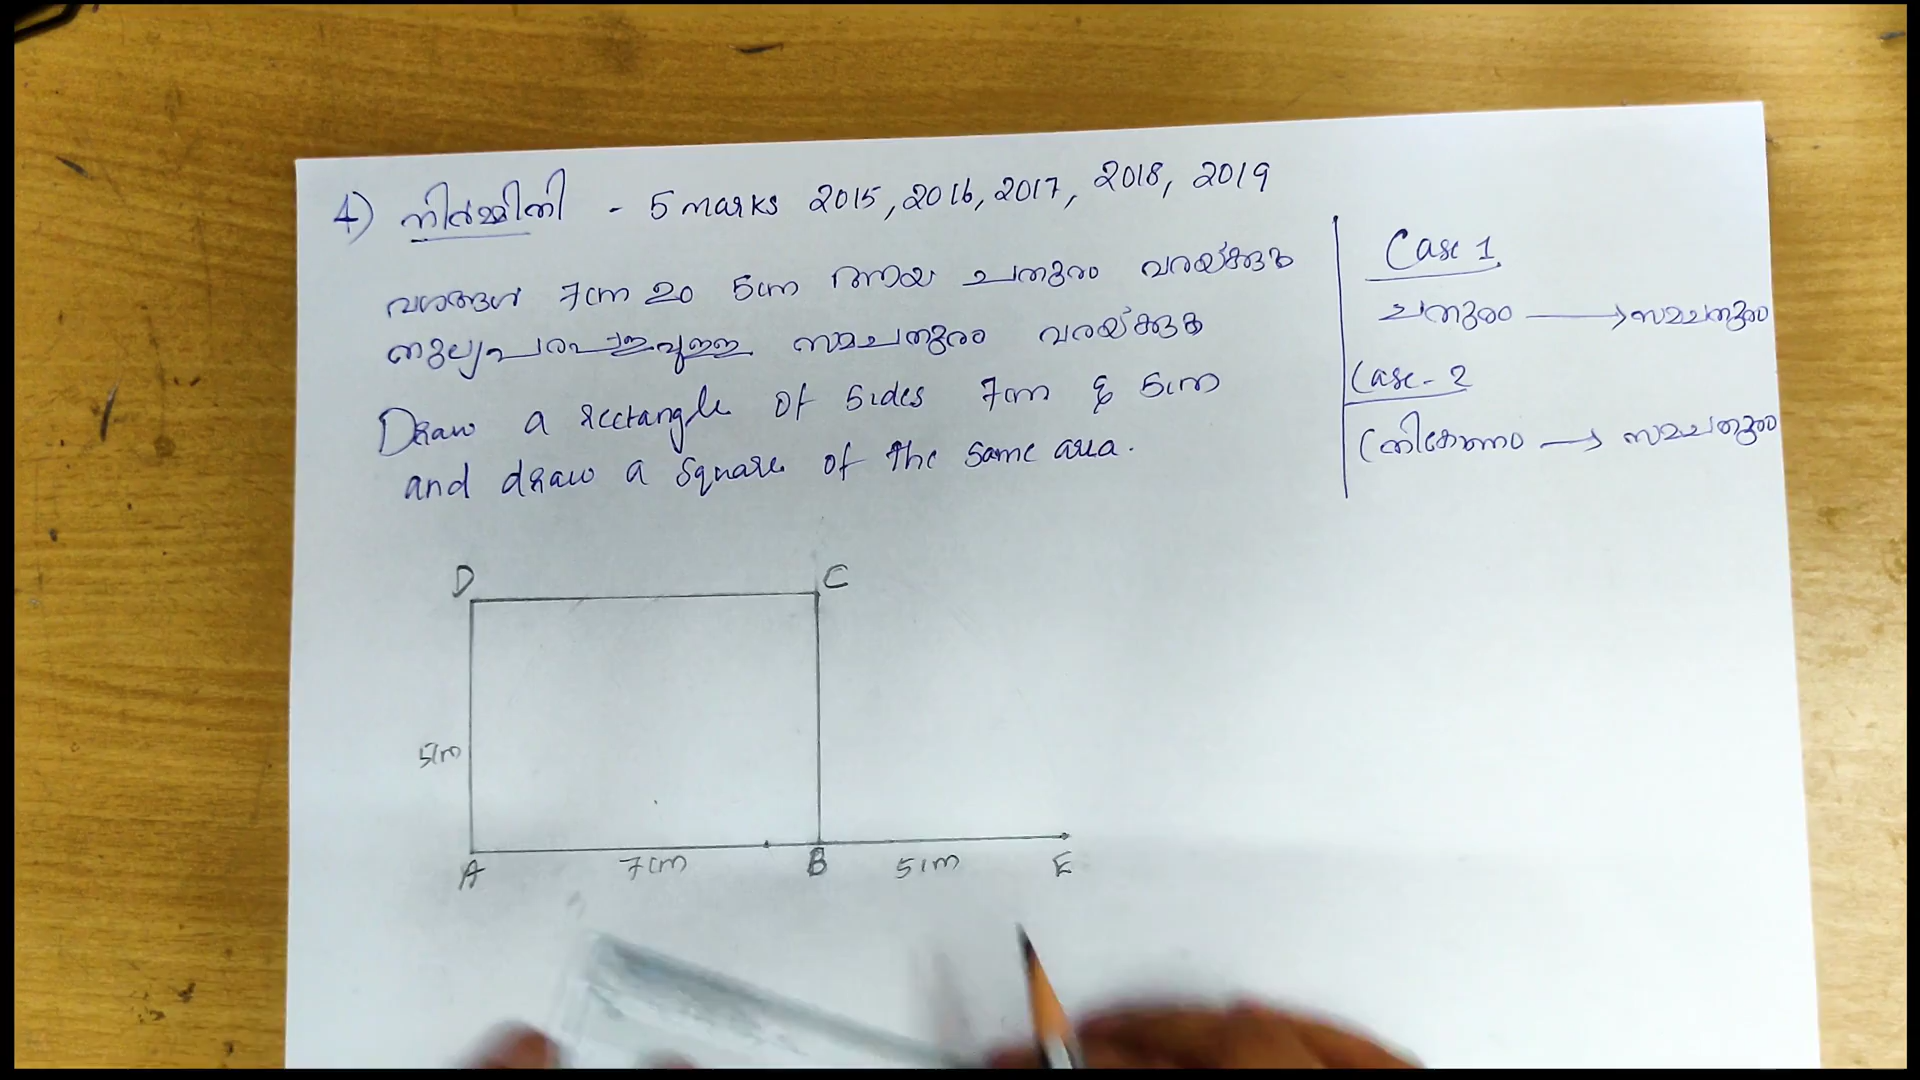 4) നിർമ്മിതി - 5 marks 2015, 2016, 2017, 2018, 2019
വശങ്ങൾ 7cm ഉം 5cm ആയ ചതുരം വരയ്ക്കുക
തുല്യപരപ്പളവുള്ള സമചതുരം വരയ്ക്കുക
Draw a rectangle of sides 7cm & 5cm
and draw a square of the same area.
Case 1
ചതുരം → സമചതുരം
Case - 2
ത്രികോണം → സമചതുരം
D C
5cm
A 7cm B 5cm E